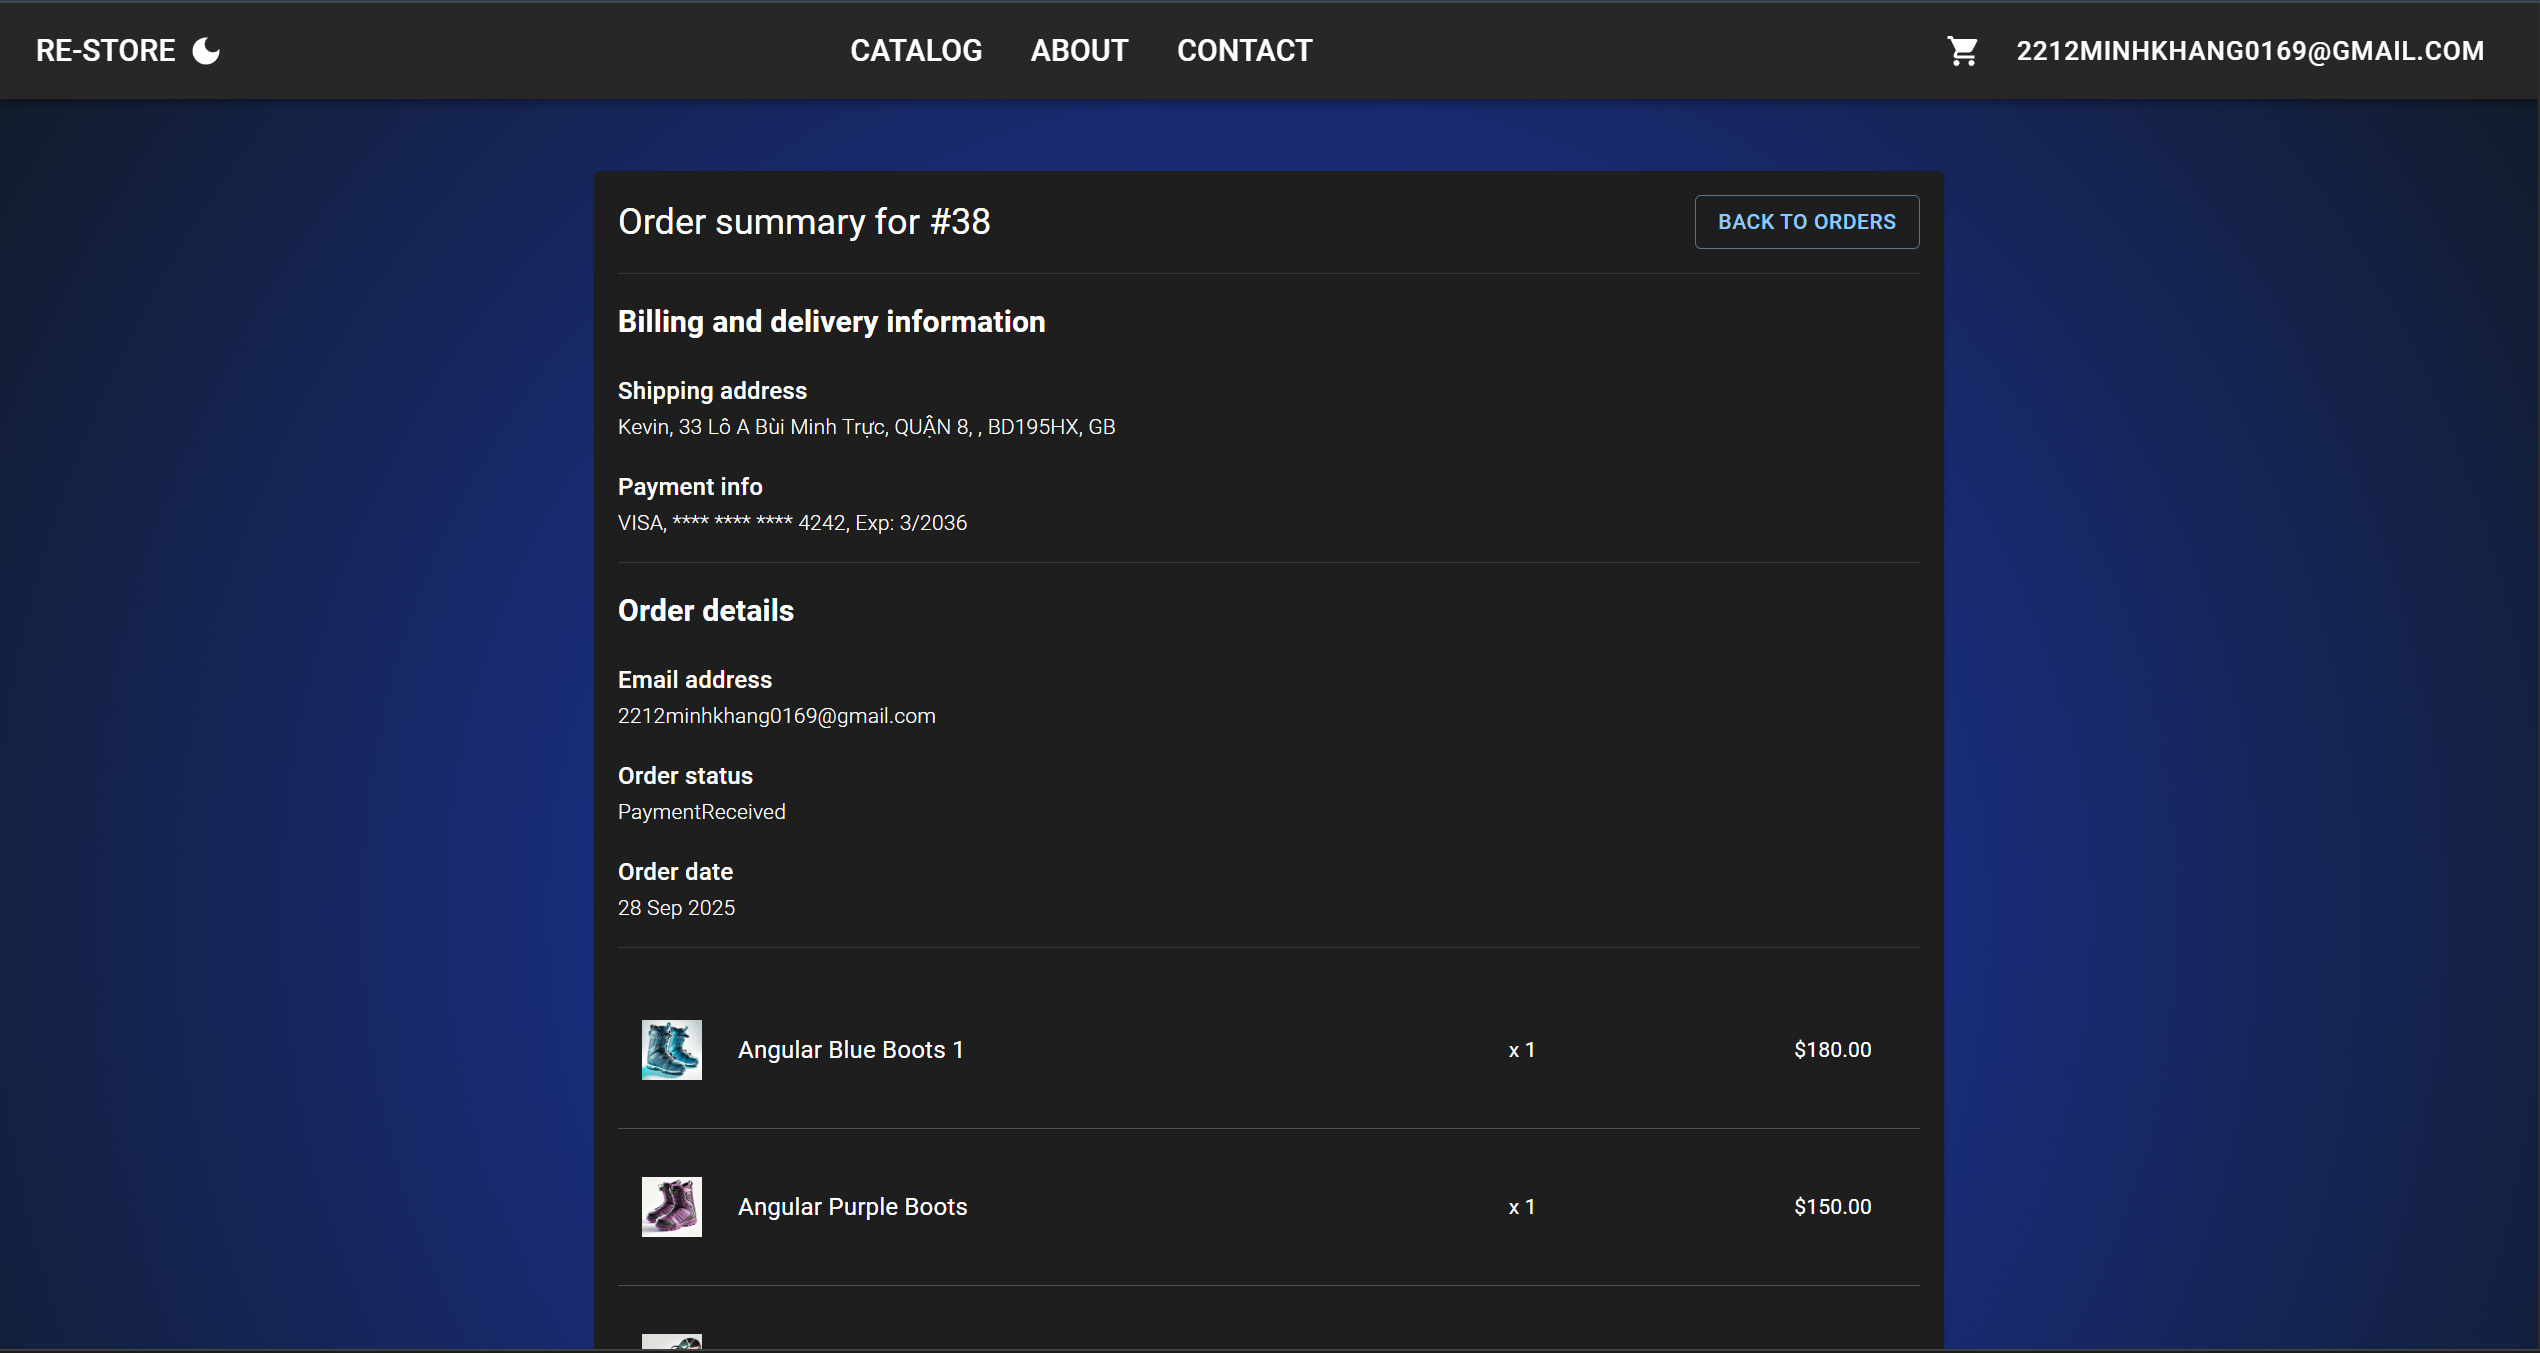 RE-STORE
CATALOG ABOUT CONTACT
2212MINHKHANG0169@GMAIL.COM
Order summary for #38
BACK TO ORDERS
Billing and delivery information
Shipping address
Kevin, 33 Lô A Bùi Minh Trực, QUẬN 8, , BD195HX, GB
Payment info
VISA, **** **** **** 4242, Exp: 3/2036
Order details
Email address
2212minhkhang0169@gmail.com
Order status
PaymentReceived
Order date
28 Sep 2025
Angular Blue Boots 1 x 1 $180.00
Angular Purple Boots x 1 $150.00